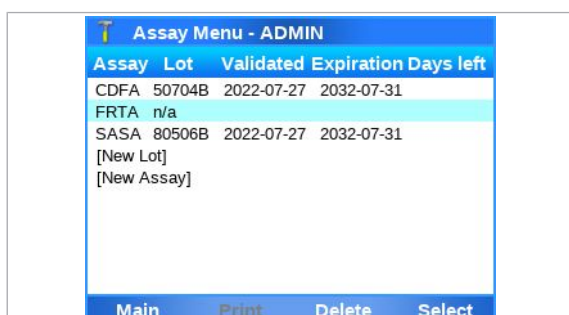 Assay Menu - ADMIN
Assay Lot Validated Expiration Days left
CDFA 50704B 2022-07-27 2032-07-31
FRTA n/a
SASA 80506B 2022-07-27 2032-07-31
[New Lot]
[New Assay]
Main Print Delete Select